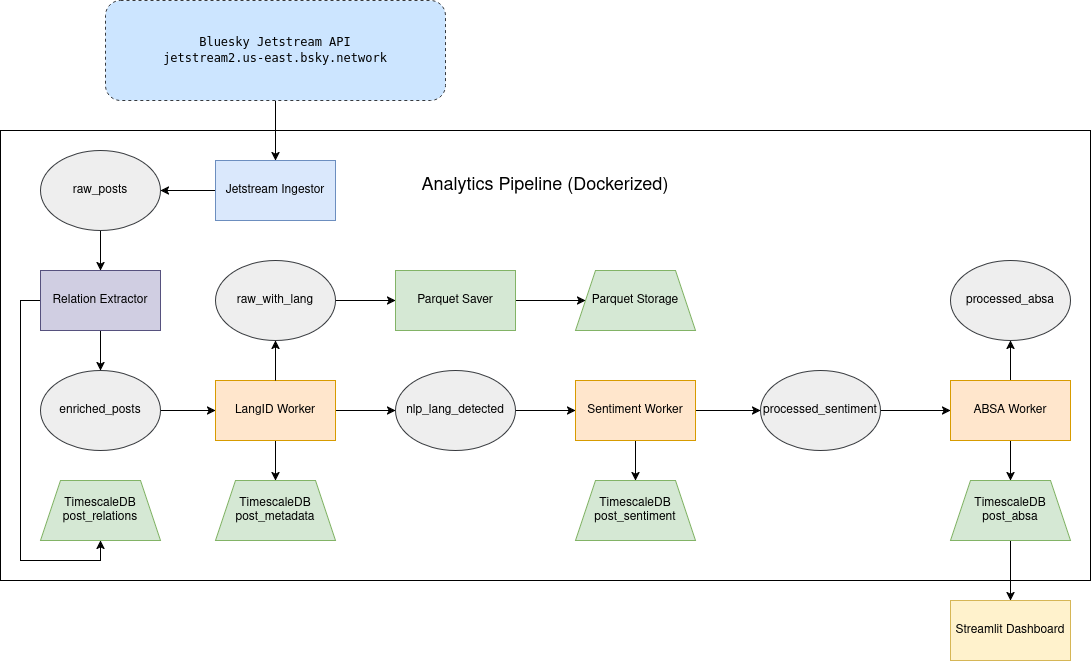 Bluesky Jetstream API
jetstream2.us-east.bsky.network
Analytics Pipeline (Dockerized)
raw_posts
Jetstream Ingestor
Relation Extractor
raw_with_lang
Parquet Saver
Parquet Storage
processed_absa
enriched_posts
LangID Worker
nlp_lang_detected
Sentiment Worker
processed_sentiment
ABSA Worker
TimescaleDB
post_relations
TimescaleDB
post_metadata
TimescaleDB
post_sentiment
TimescaleDB
post_absa
Streamlit Dashboard